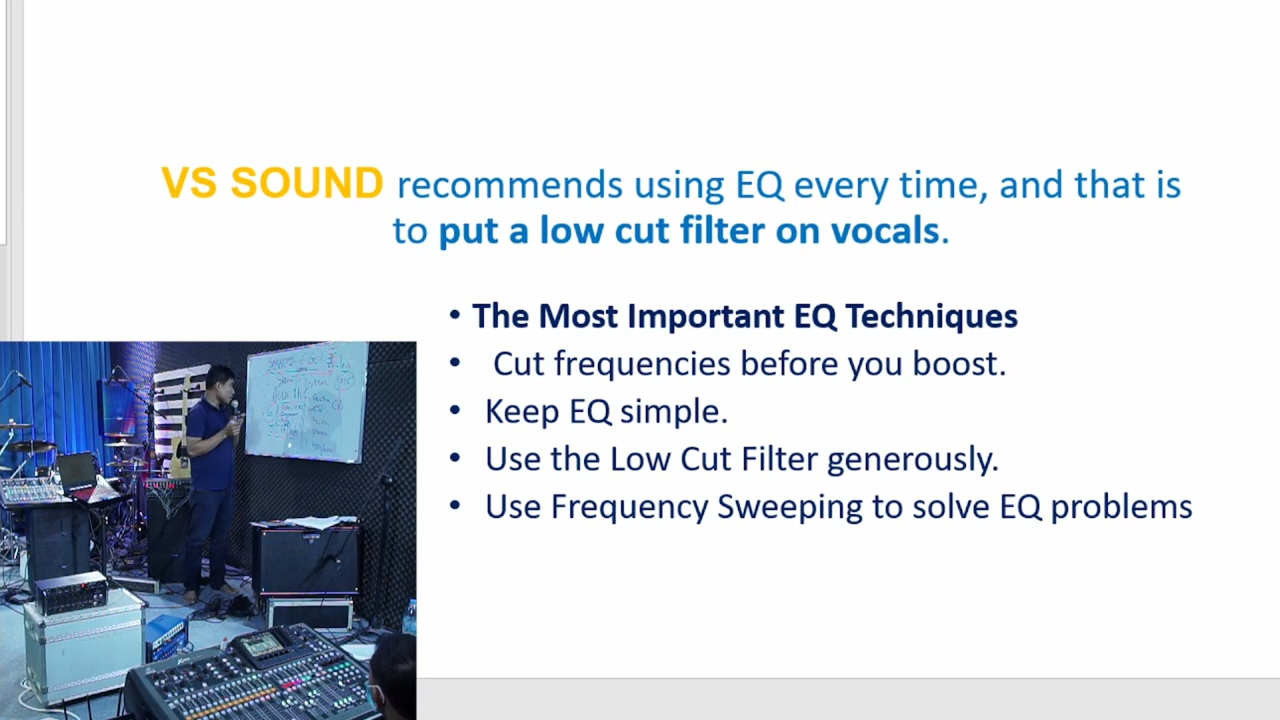 VS SOUND recommends using EQ every time, and that is
to put a low cut filter on vocals.
• The Most Important EQ Techniques
• Cut frequencies before you boost.
• Keep EQ simple.
• Use the Low Cut Filter generously.
• Use Frequency Sweeping to solve EQ problems